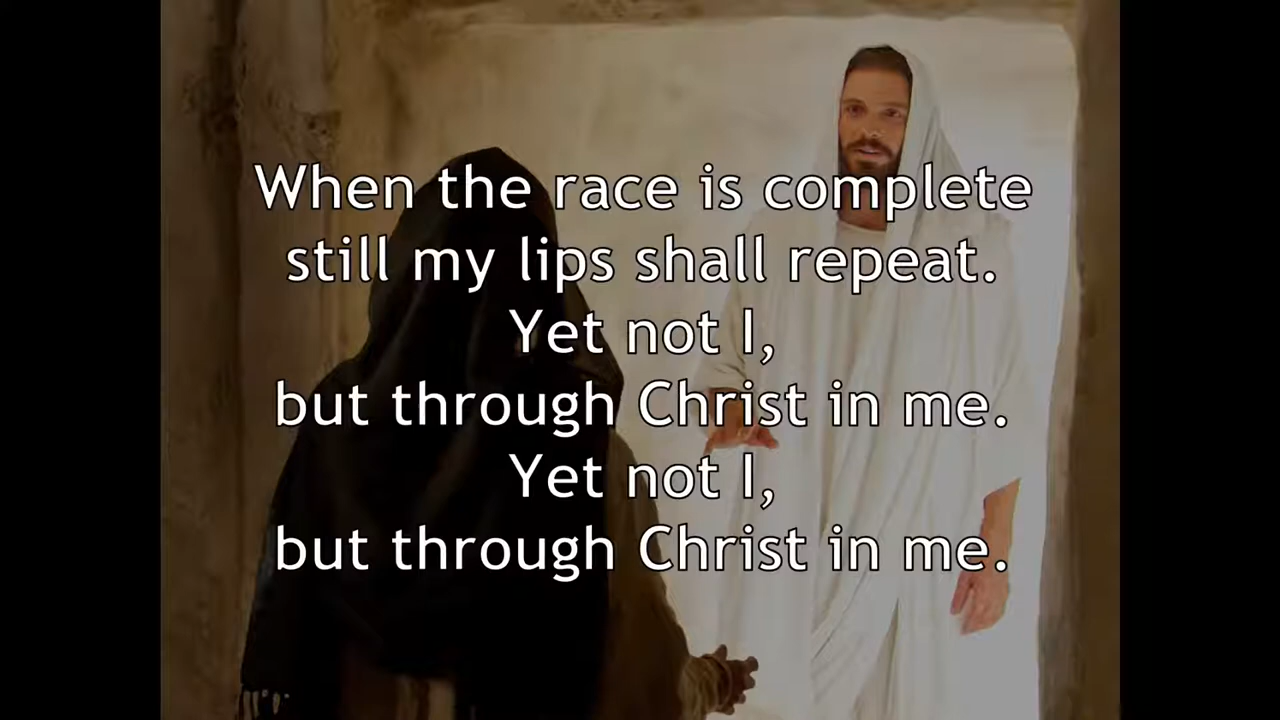 When the race is complete
still my lips shall repeat.
Yet not I,
but through Christ in me.
Yet not I,
but through Christ in me.